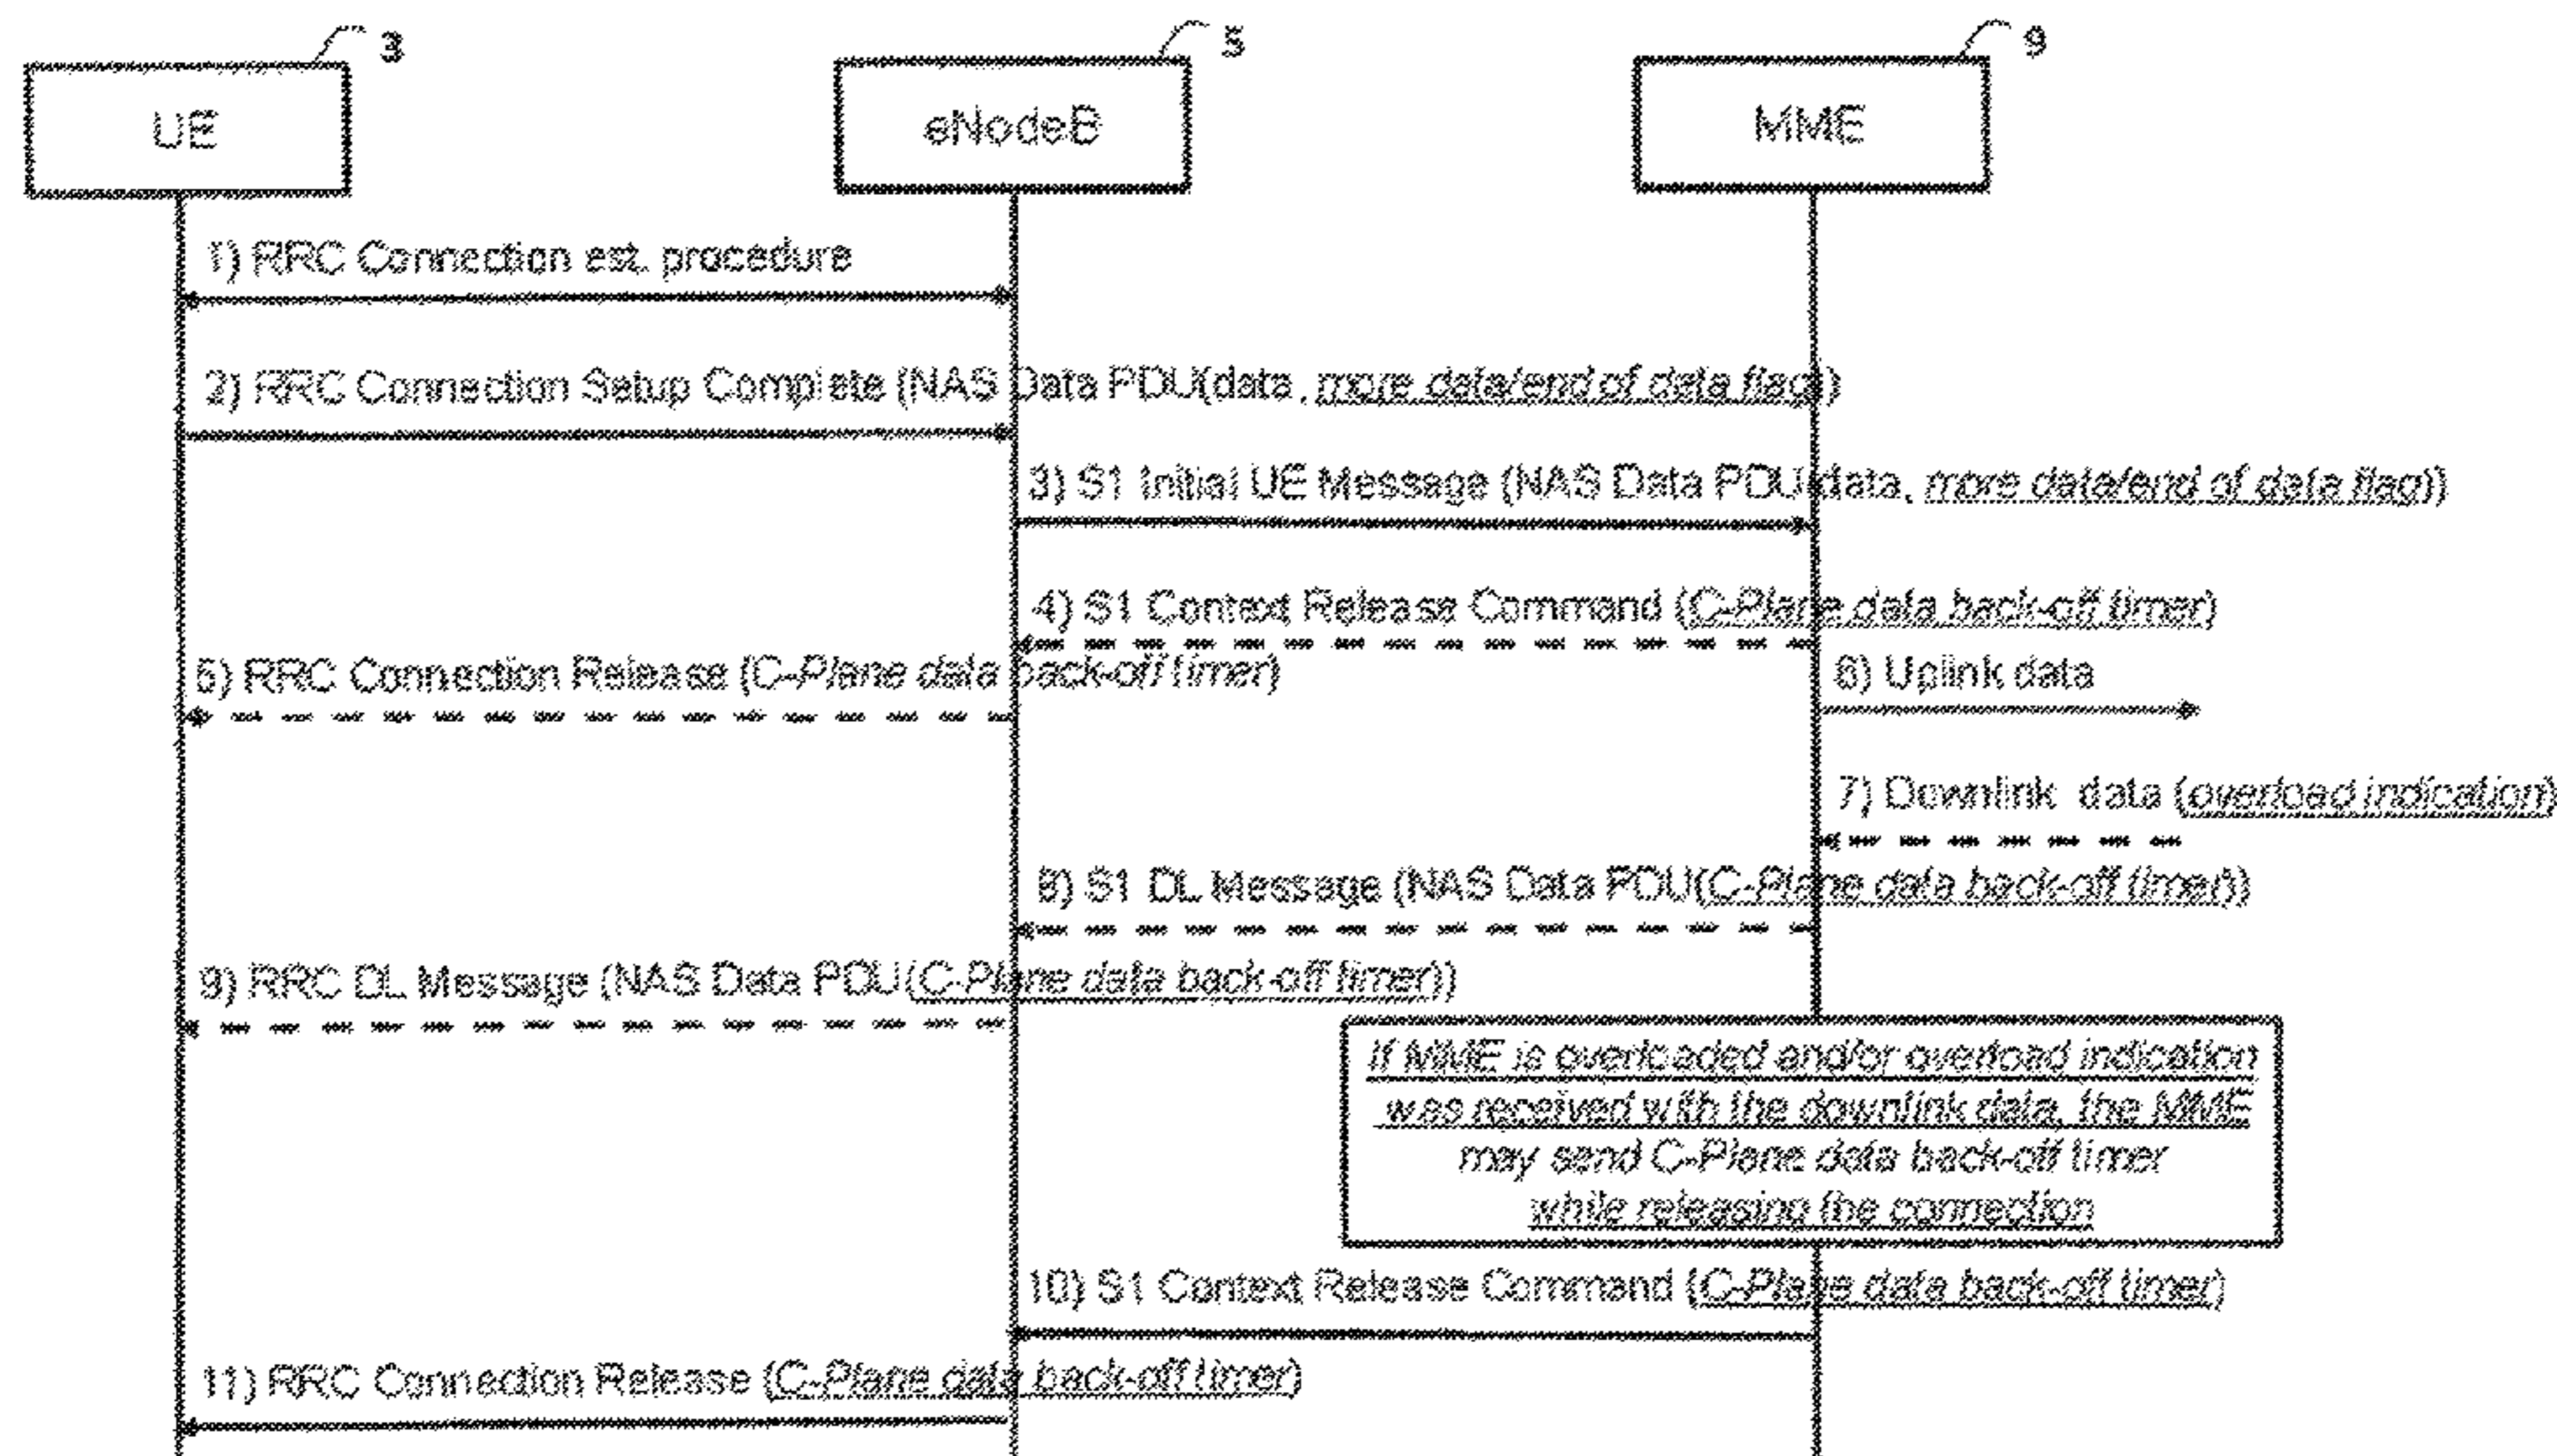 3
5
9
UE
eNodeB
MME
1) RRC Connection est. procedure
2) RRC Connection Setup Complete (NAS Data PDU(data, more data/end of data flag))
3) S1 Initial UE Message (NAS Data PDU(data, more data/end of data flag))
4) S1 Context Release Command (C-Plane data back-off timer)
5) RRC Connection Release (C-Plane data back-off timer)
6) Uplink data
7) Downlink data (overload indication)
8) S1 DL Message (NAS Data PDU(C-Plane data back-off timer))
9) RRC DL Message (NAS Data PDU(C-Plane data back-off timer))
If MME is overloaded and/or overload indication
was received with the downlink data, the MME
may send C-Plane data back-off timer
while releasing the connection
10) S1 Context Release Command (C-Plane data back-off timer)
11) RRC Connection Release (C-Plane data back-off timer)